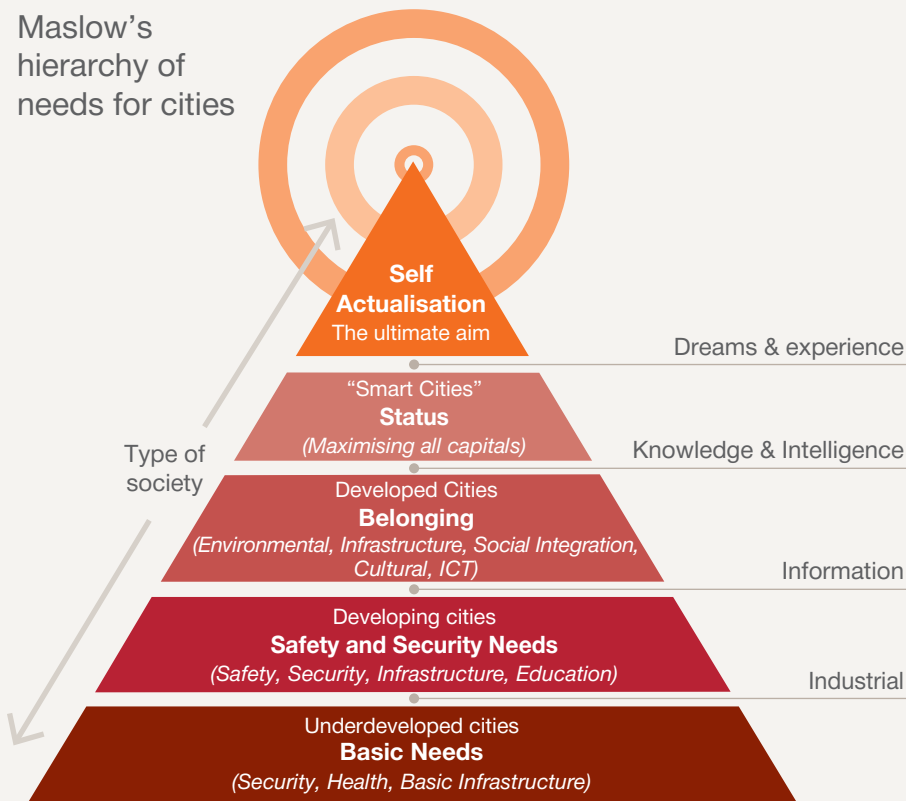 Maslow's
hierarchy of
needs for cities
Self
Actualisation
The ultimate aim
Dreams & experience
“Smart Cities”
Status
(Maximising all capitals)
Knowledge & Intelligence
Type of
society
Developed Cities
Belonging
(Environmental, Infrastructure, Social Integration,
Cultural, ICT)
Information
Developing cities
Safety and Security Needs
(Safety, Security, Infrastructure, Education)
Industrial
Underdeveloped cities
Basic Needs
(Security, Health, Basic Infrastructure)